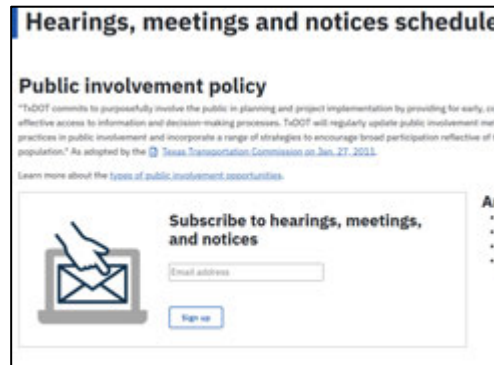 Hearings, meetings and notices schedule
Public involvement policy
"TxDOT commits to purposefully involve the public in planning and project implementation by providing for early, co
effective access to information and decision-making processes. TxDOT will regularly update public involvement met
practices in public involvement and incorporate a range of strategies to encourage broad participation reflective of t
population." As adopted by the Texas Transportation Commission on Jan. 27, 2011.
Learn more about the types of public involvement opportunities.
Subscribe to hearings, meetings,
and notices
Email address
Sign up